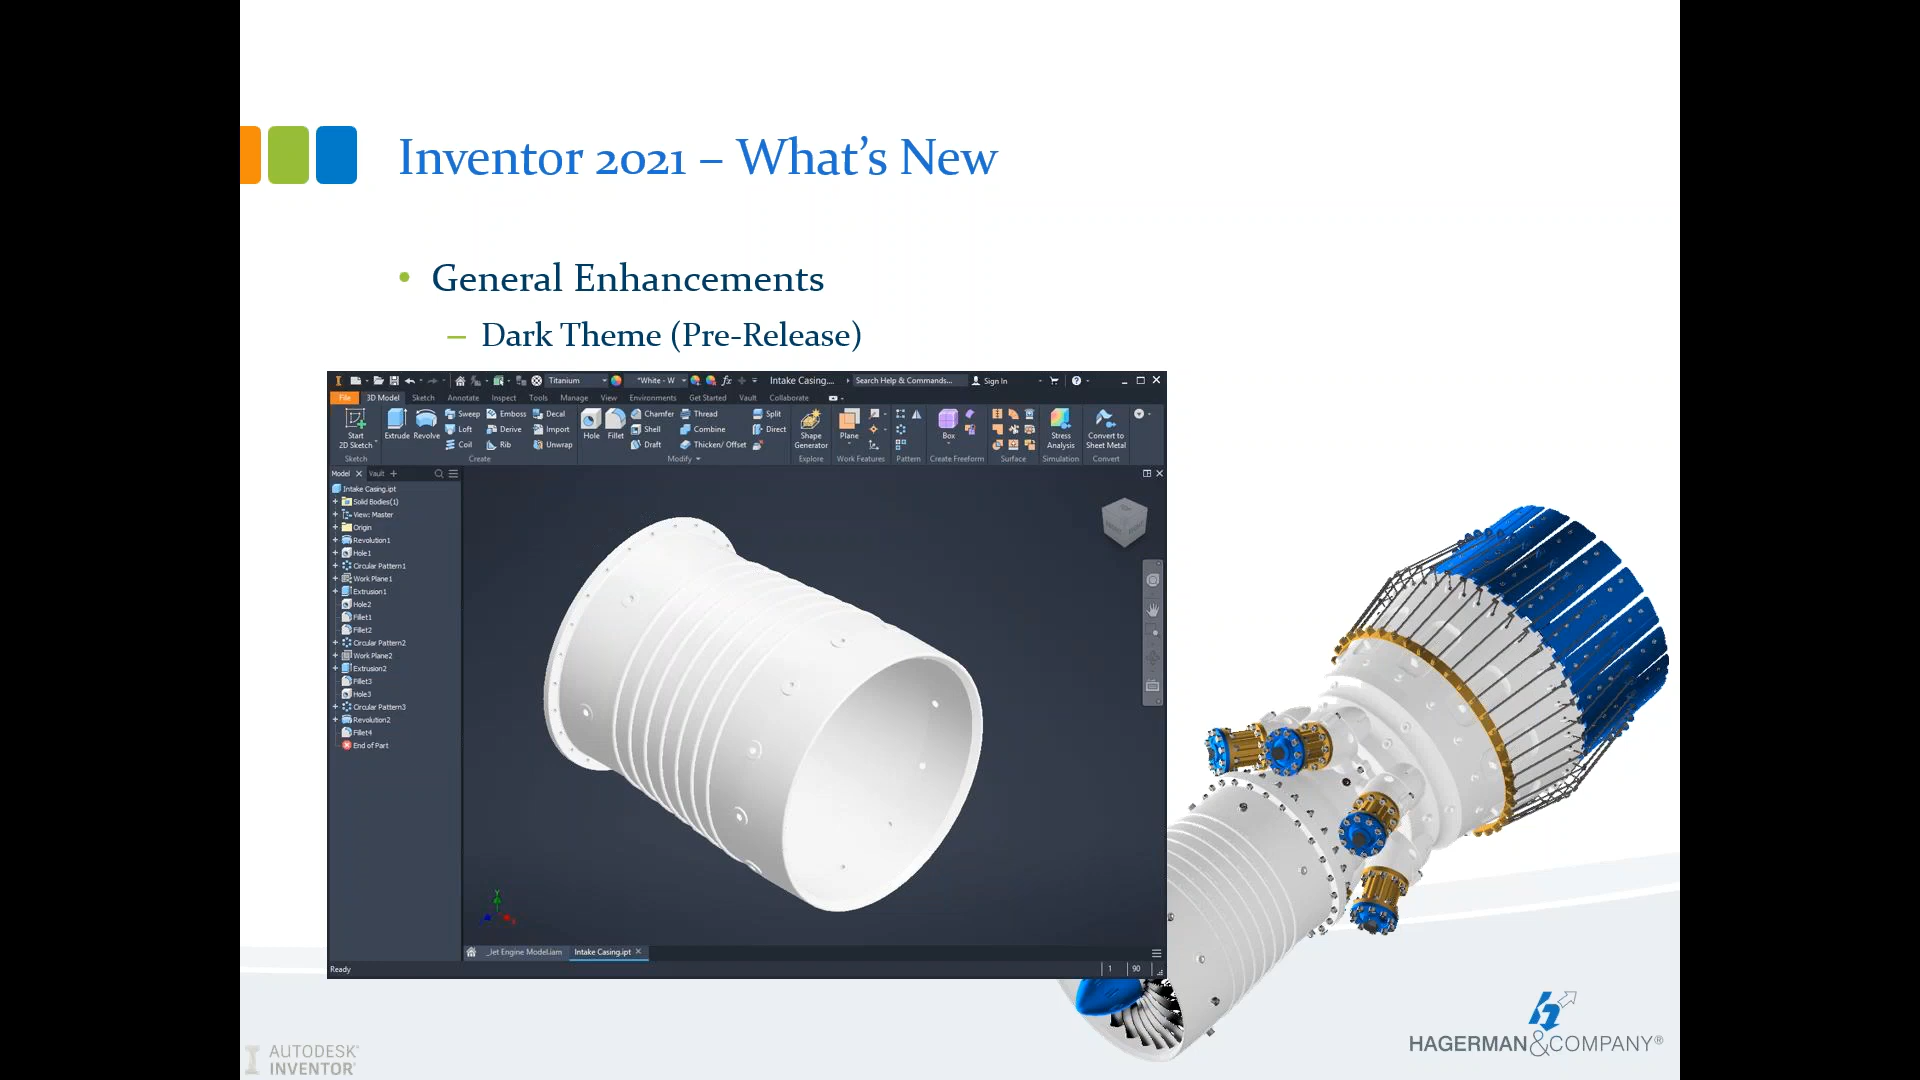 Inventor 2021 – What's New
• General Enhancements
– Dark Theme (Pre-Release)
Titanium
"White - W
Intake Casing...
Search Help & Commands...
Sign In
File 3D Model Sketch Annotate Inspect Tools Manage View Environments Get Started Vault Collaborate
Start
2D Sketch
Extrude
Revolve
Sweep Emboss Decal
Loft Derive Import
Coil Rib Unwrap
Hole
Fillet
Chamfer Thread
Shell Combine
Draft Thicken/ Offset
Split
Direct
Shape
Generator
Plane
Box
Stress
Analysis
Convert to
Sheet Metal
Sketch Create Modify Explore Work Features Pattern Create Freeform Surface Simulation Convert
Model Vault
Intake Casing.ipt
Solid Bodies(1)
View: Master
Origin
Revolution1
Hole1
Circular Pattern1
Work Plane1
Extrusion1
Hole2
Fillet1
Fillet2
Circular Pattern2
Work Plane2
Extrusion2
Fillet3
Hole3
Circular Pattern3
Revolution2
Fillet4
End of Part
Y
_Jet Engine Model.iam Intake Casing.ipt
Ready
1 90
AUTODESK
INVENTOR
HAGERMAN&COMPANY®